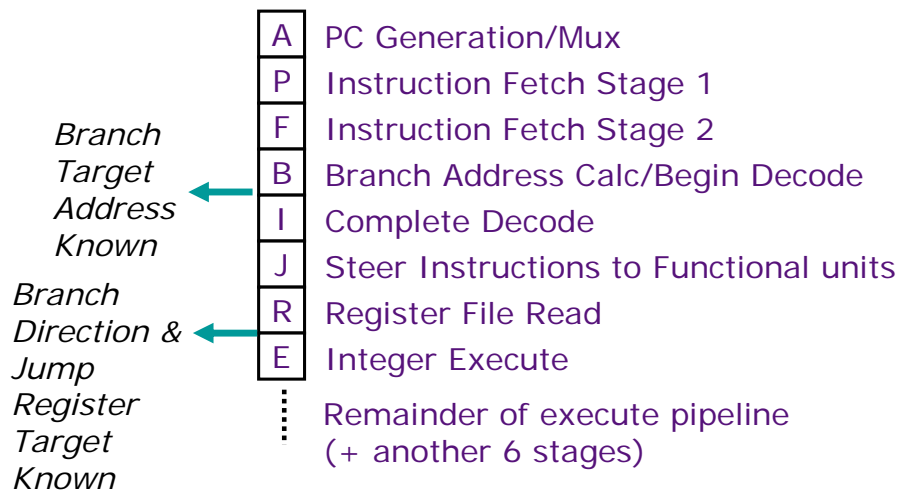 A PC Generation/Mux
P Instruction Fetch Stage 1
F Instruction Fetch Stage 2
B Branch Address Calc/Begin Decode
I Complete Decode
J Steer Instructions to Functional units
R Register File Read
E Integer Execute
Remainder of execute pipeline
(+ another 6 stages)
Branch
Target
Address
Known
Branch
Direction &
Jump
Register
Target
Known